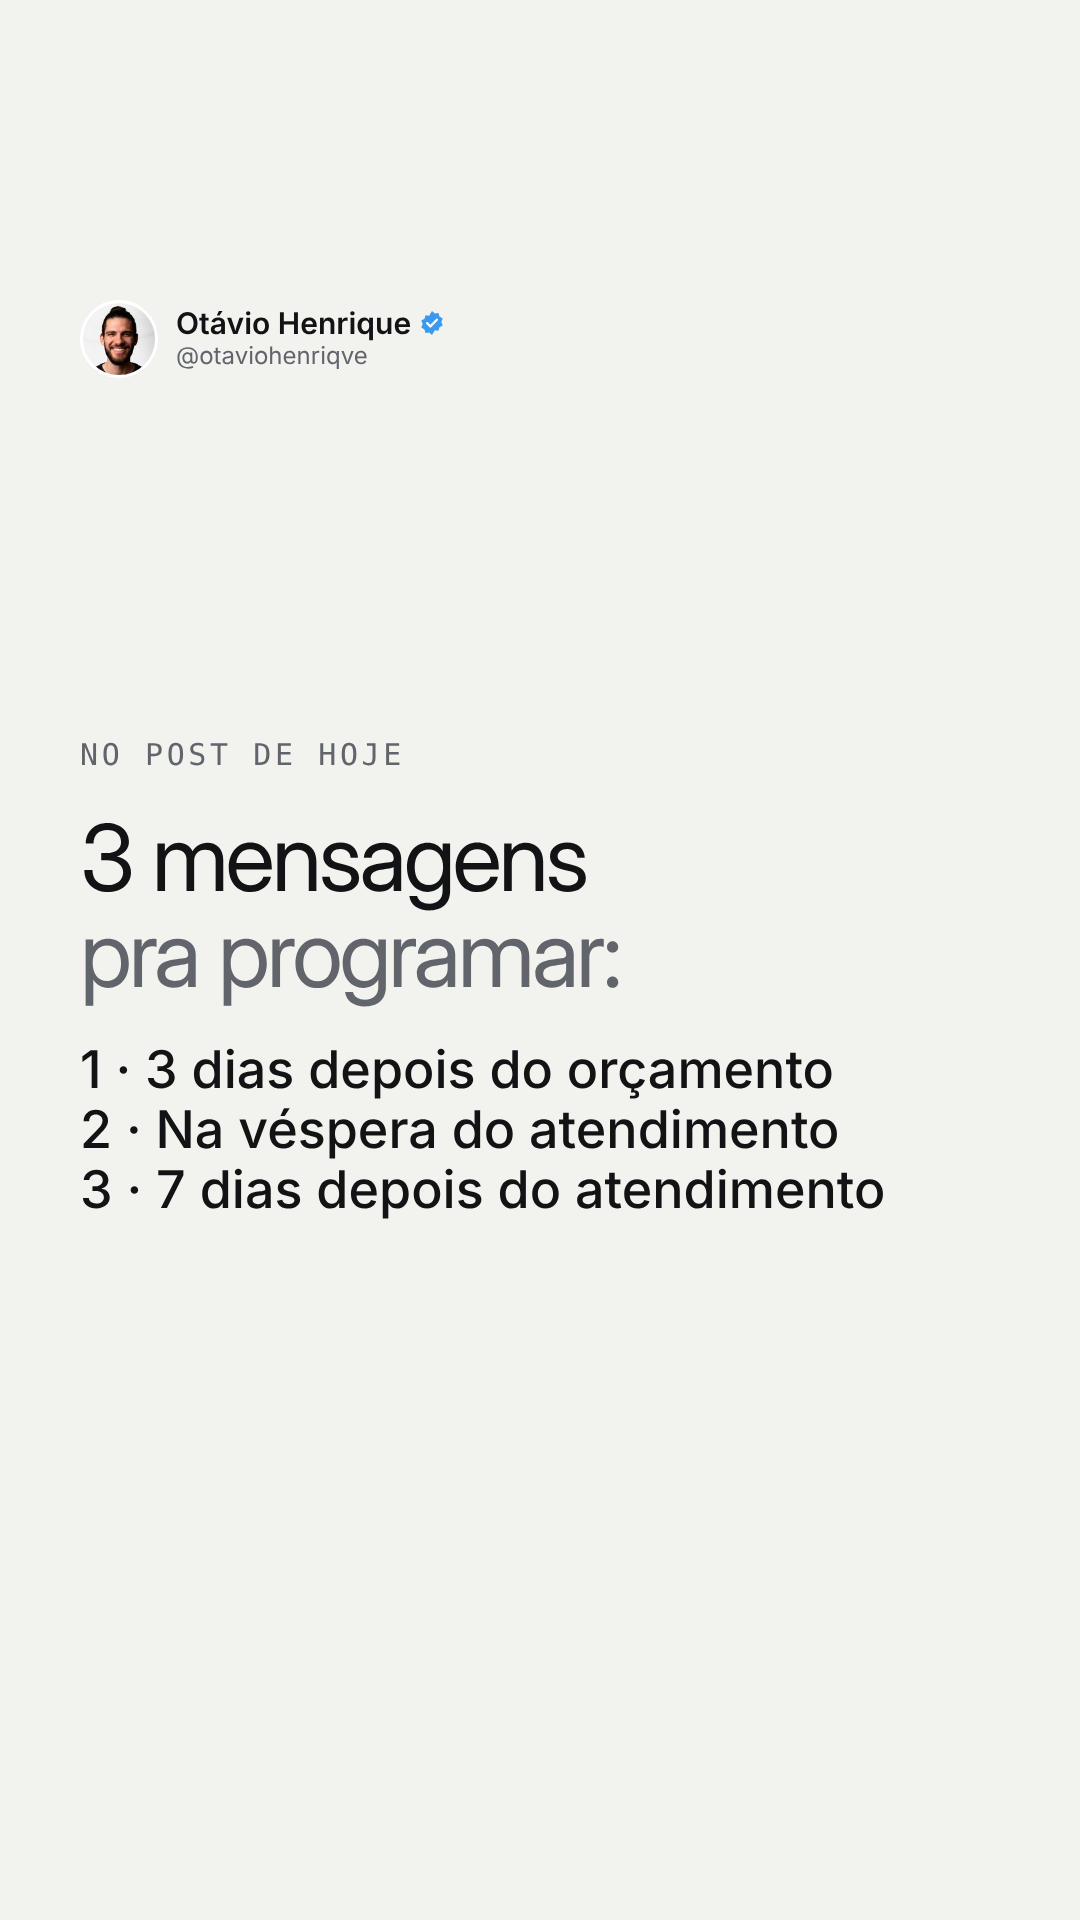 Otávio Henrique
@otaviohenriqve
NO POST DE HOJE
3 mensagens
pra programar:
1 · 3 dias depois do orçamento
2 · Na véspera do atendimento
3 · 7 dias depois do atendimento